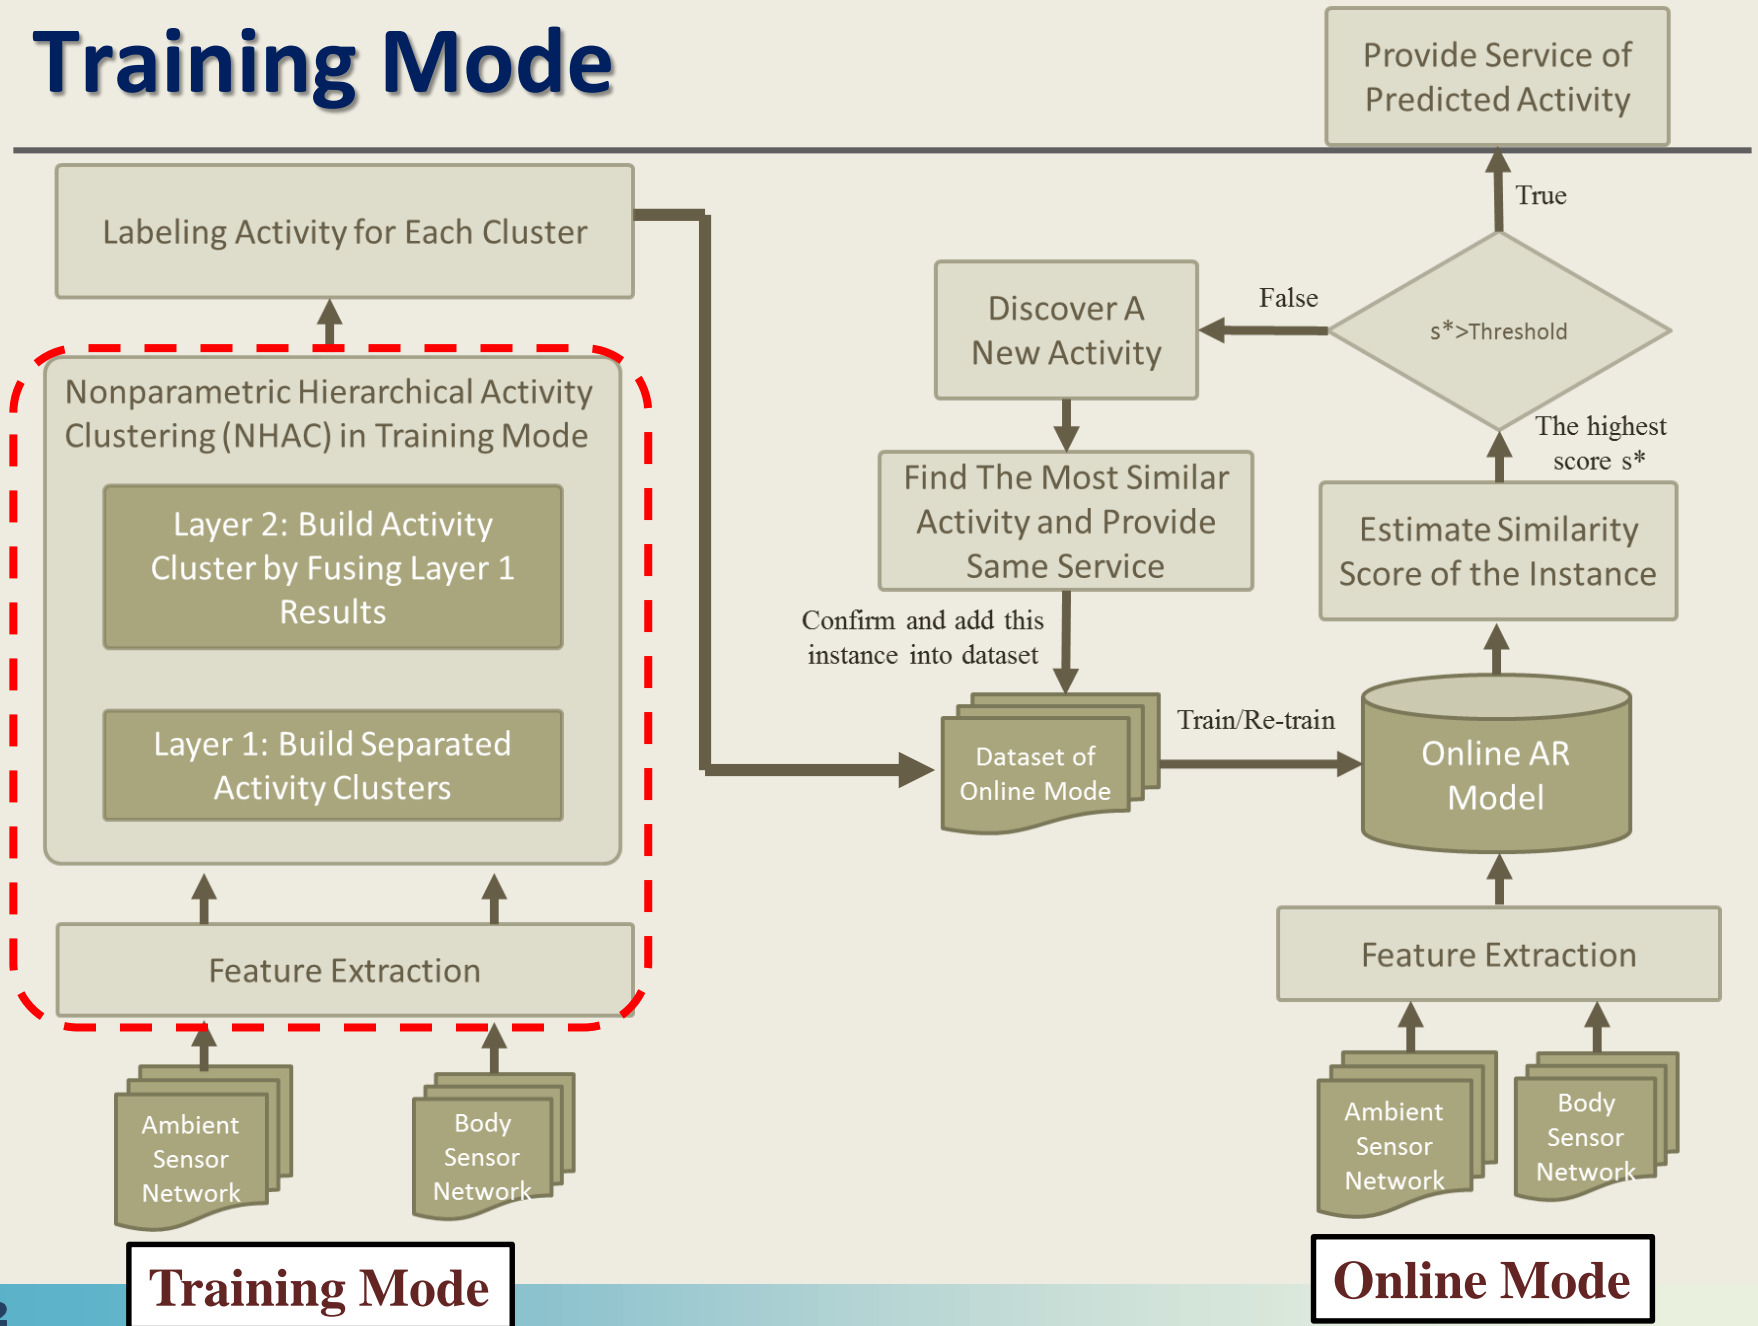 Training Mode
Provide Service of
Predicted Activity
True
Labeling Activity for Each Cluster
Discover A
New Activity
False
s*>Threshold
Nonparametric Hierarchical Activity
Clustering (NHAC) in Training Mode
The highest
score s*
Layer 2: Build Activity
Cluster by Fusing Layer 1
Results
Find The Most Similar
Activity and Provide
Same Service
Estimate Similarity
Score of the Instance
Confirm and add this
instance into dataset
Layer 1: Build Separated
Activity Clusters
Dataset of
Online Mode
Train/Re-train
Online AR
Model
Feature Extraction
Feature Extraction
Ambient
Sensor
Network
Body
Sensor
Network
Ambient
Sensor
Network
Body
Sensor
Network
Training Mode
Online Mode